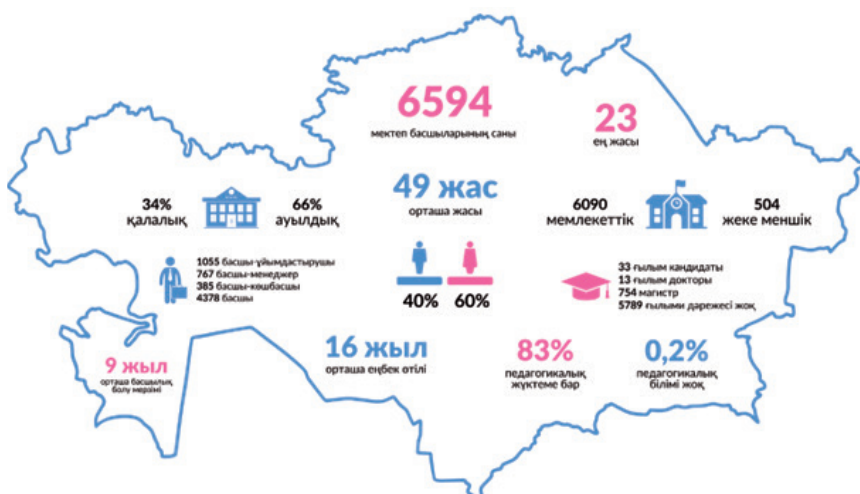 6594
мектеп басшыларының саны
23
ең жасы
34%
қалалық
66%
ауылдық
49 жас
орташа жасы
6090
мемлекеттік
504
жеке меншік
1055 басшы-ұйымдастырушы
767 басшы-менеджер
385 басшы-көшбасшы
4378 басшы
40%
60%
33 ғылым кандидаты
13 ғылым докторы
754 магистр
5789 ғылыми дәрежесі жоқ
9 жыл
орташа басшылық
болу мерзімі
16 жыл
орташа еңбек өтілі
83%
педагогикалық
жүктеме бар
0,2%
педагогикалық
білімі жоқ